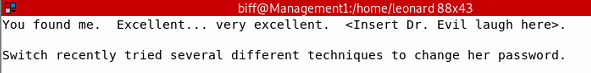 biff@Management1:/home/leonard 88x43
You found me.  Excellent... very excellent.  <Insert Dr. Evil laugh here>.
Switch recently tried several different techniques to change her password.